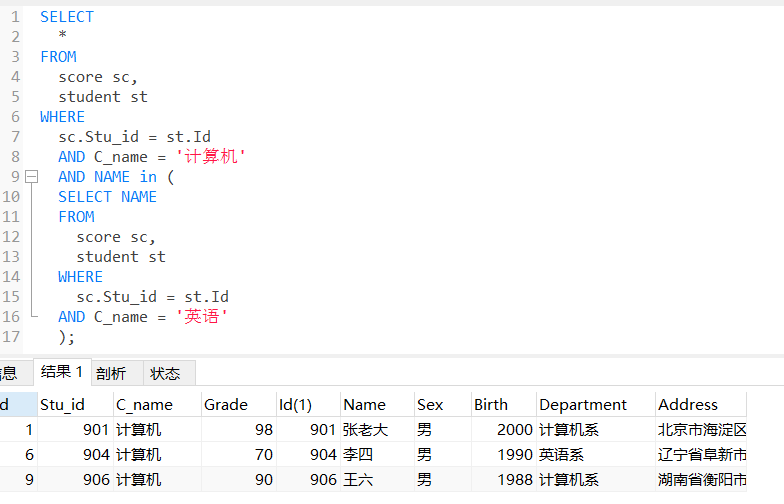 1 SELECT
2 *
3 FROM
4 score sc,
5 student st
6 WHERE
7 sc.Stu_id = st.Id
8 AND C_name = '计算机'
9 AND NAME in (
10 SELECT NAME
11 FROM
12 score sc,
13 student st
14 WHERE
15 sc.Stu_id = st.Id
16 AND C_name = '英语'
17 );
息 结果 1 剖析 状态
d Stu_id C_name Grade Id(1) Name Sex Birth Department Address
1 901 计算机 98 901 张老大 男 2000 计算机系 北京市海淀区
6 904 计算机 70 904 李四 男 1990 英语系 辽宁省阜新市
9 906 计算机 90 906 王六 男 1988 计算机系 湖南省衡阳市